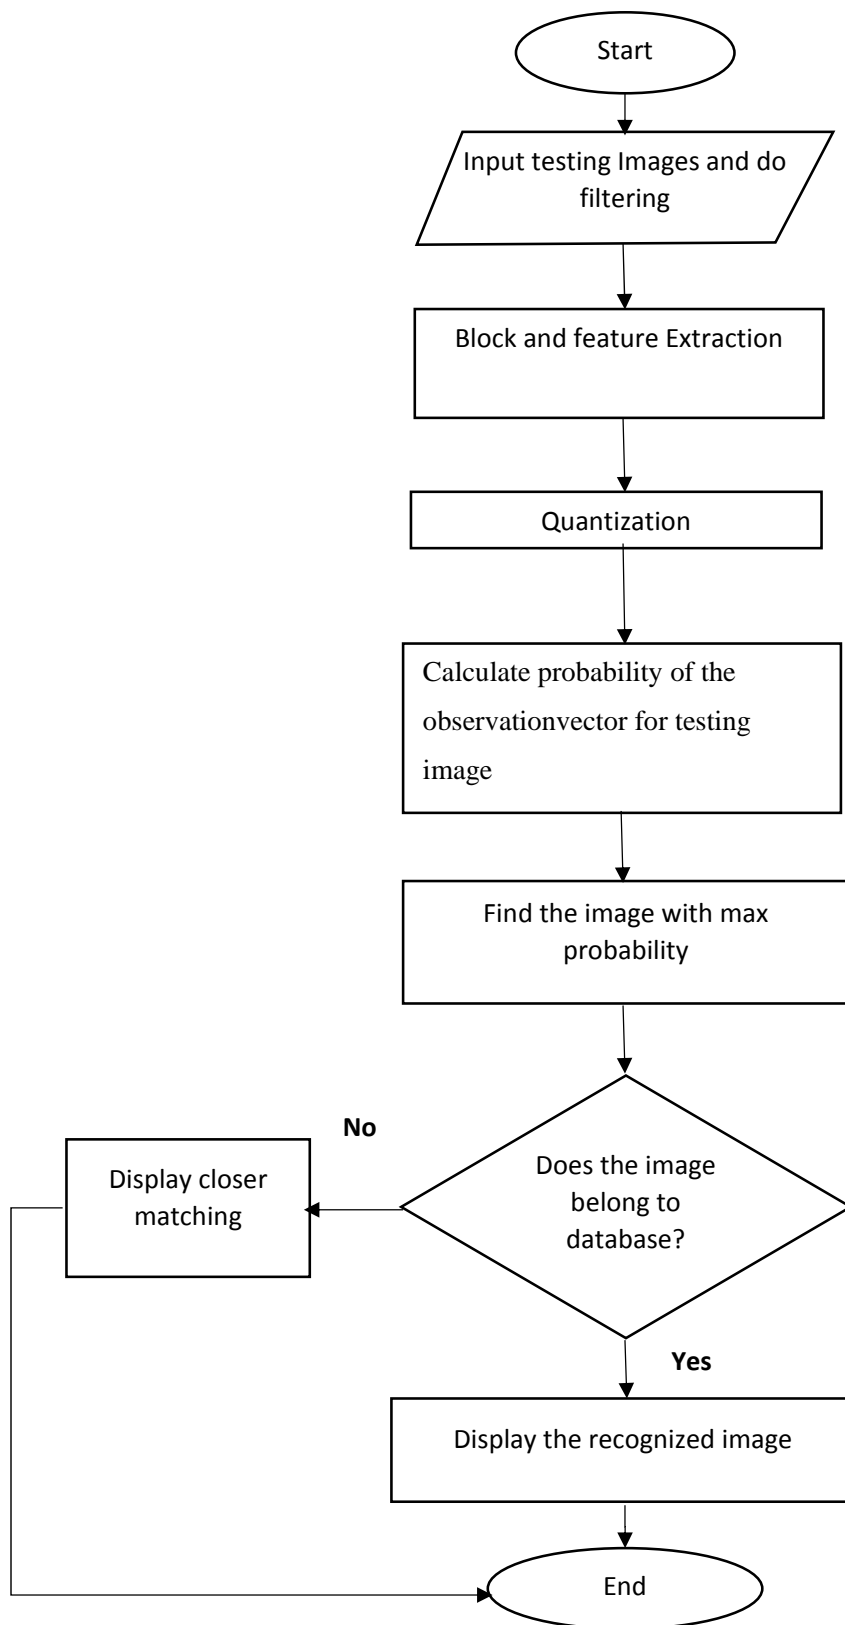 Start
Input testing Images and do
filtering
Block and feature Extraction
Quantization
Calculate probability of the
observationvector for testing
image
Find the image with max
probability
Does the image
belong to
database?
No
Display closer
matching
Yes
Display the recognized image
End